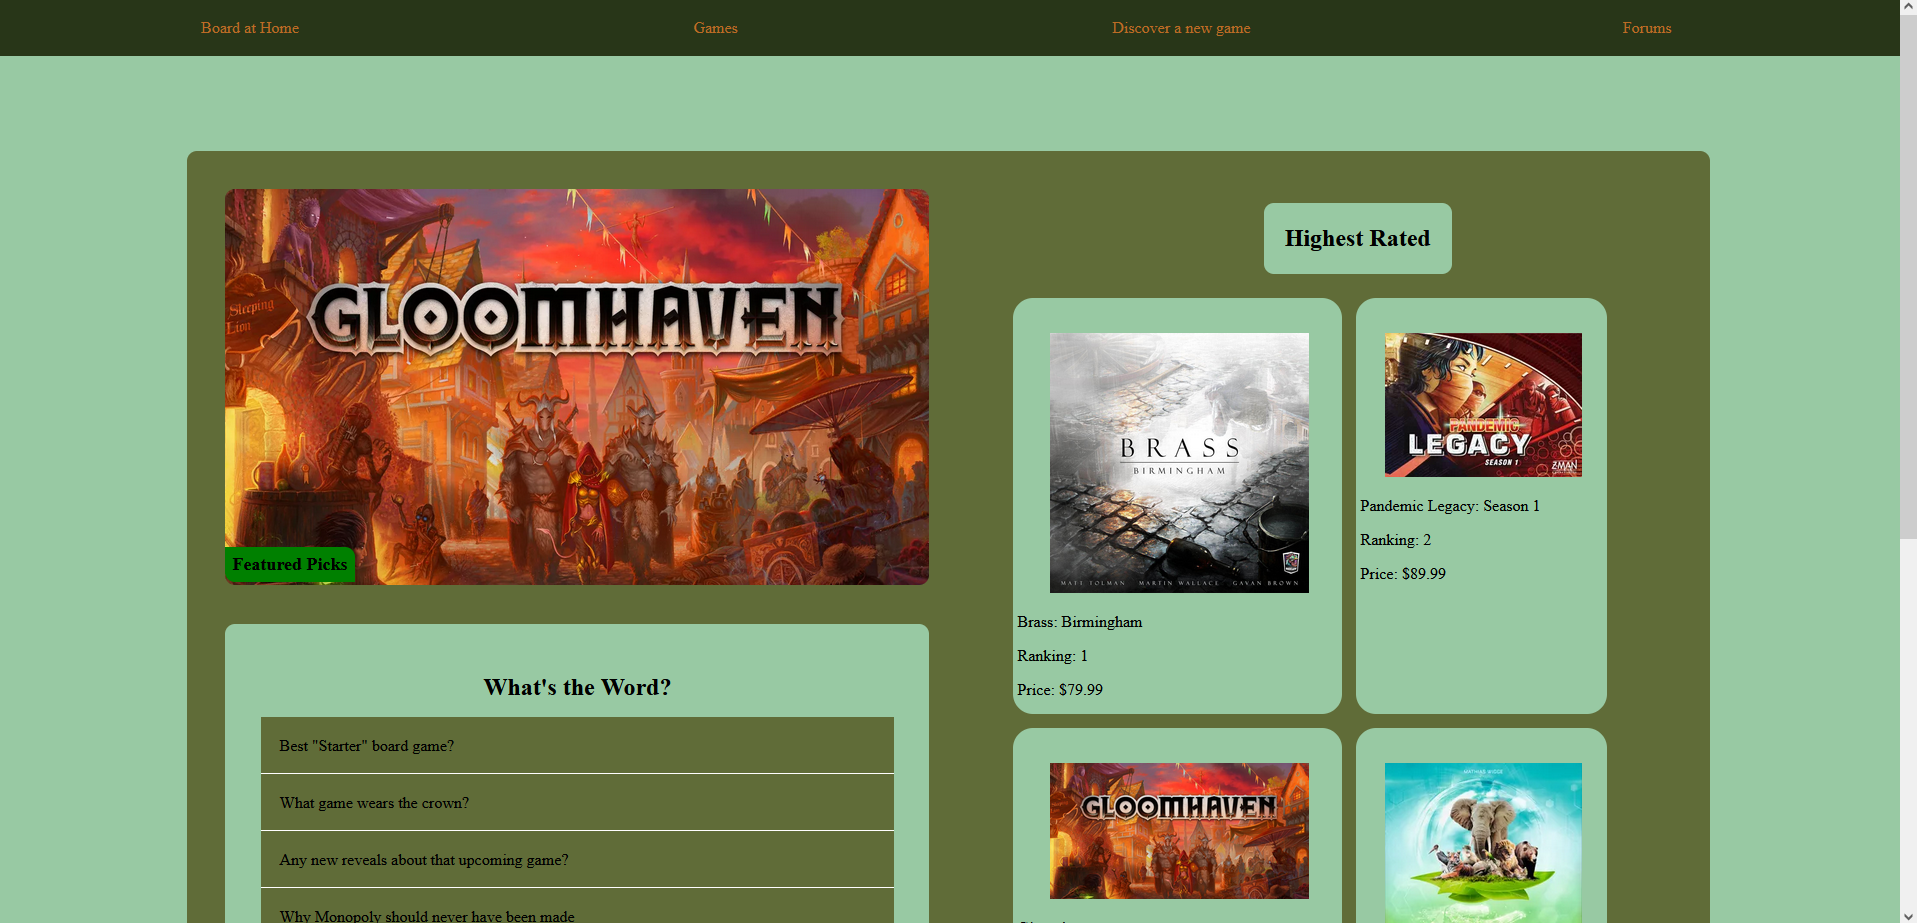 Board at Home
Games
Discover a new game
Forums
Sleeping
Lion
GLOOMHAVEN
Featured Picks
What's the Word?
Best "Starter" board game?
What game wears the crown?
Any new reveals about that upcoming game?
Why Monopoly should never have been made
Highest Rated
BRASS
BIRMINGHAM
MATT TOLMAN MARTIN WALLACE GAVAN BROWN
Brass: Birmingham
Ranking: 1
Price: $79.99
PANDEMIC
LEGACY
SEASON 1
Z-MAN
Pandemic Legacy: Season 1
Ranking: 2
Price: $89.99
GLOOMHAVEN
MATHIAS WIGGE